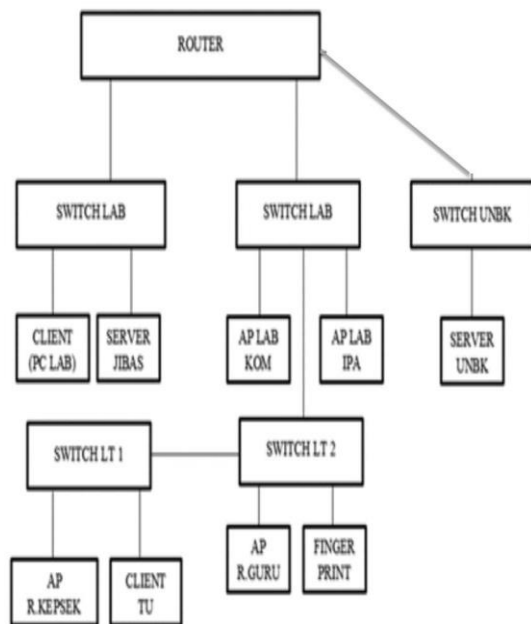 ROUTER
SWITCH LAB
SWITCH LAB
SWITCH UNBK
CLIENT
(PC LAB)
SERVER
JIBAS
AP LAB
KOM
AP LAB
IPA
SERVER
UNBK
SWITCH LT 1
SWITCH LT 2
AP
R.KEPSEK
CLIENT
TU
AP
R.GURU
FINGER
PRINT